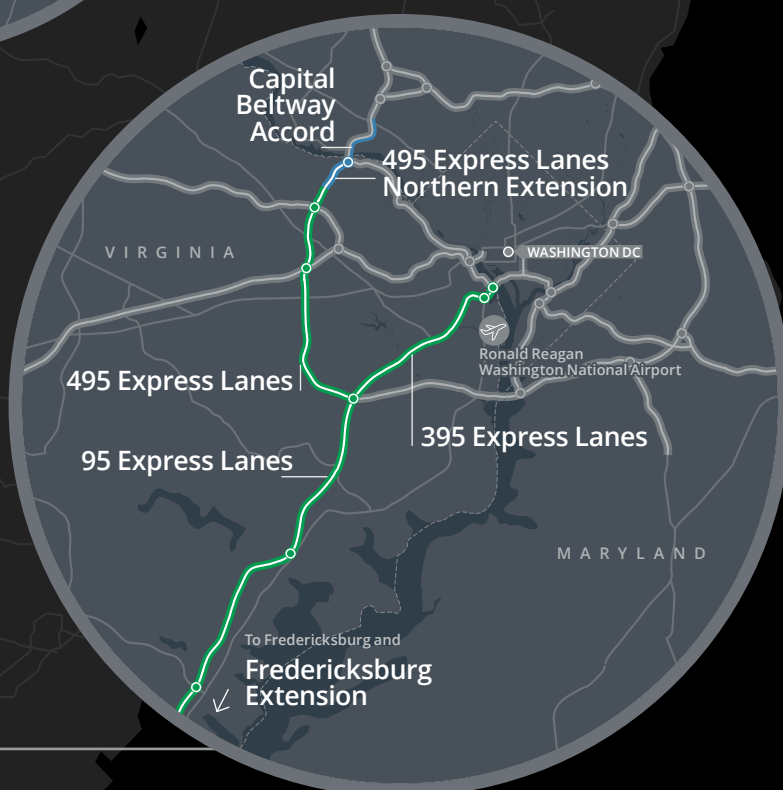 Capital
Beltway
Accord
495 Express Lanes
Northern Extension
VIRGINIA
WASHINGTON DC
Ronald Reagan
Washington National Airport
495 Express Lanes
395 Express Lanes
95 Express Lanes
MARYLAND
To Fredericksburg and
Fredericksburg
Extension